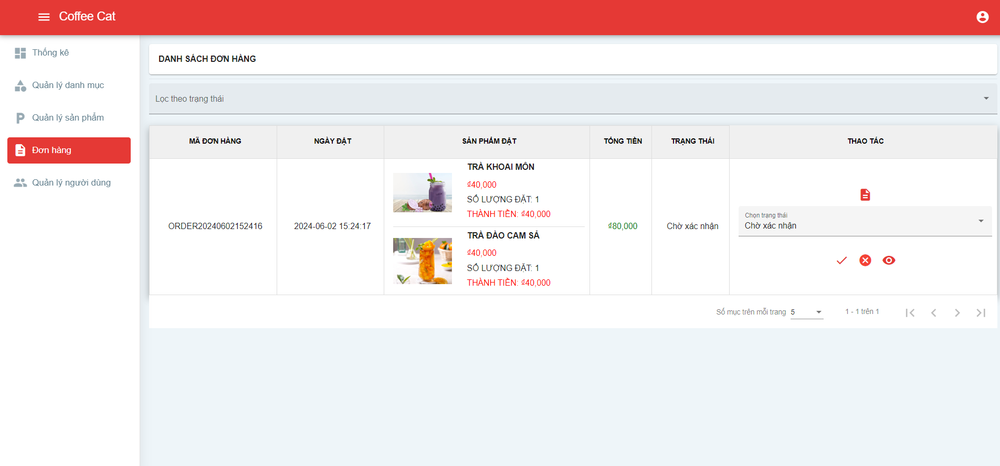 Coffee Cat
Thống kê
Quản lý danh mục
Quản lý sản phẩm
Đơn hàng
Quản lý người dùng
DANH SÁCH ĐƠN HÀNG
Lọc theo trạng thái
MÃ ĐƠN HÀNG NGÀY ĐẶT SẢN PHẨM ĐẶT TỔNG TIỀN TRẠNG THÁI THAO TÁC
ORDER20240602152416
2024-06-02 15:24:17
TRÀ KHOAI MÔN
₫40,000
SỐ LƯỢNG ĐẶT: 1
THÀNH TIỀN: ₫40,000
TRÀ ĐÀO CAM SẢ
₫40,000
SỐ LƯỢNG ĐẶT: 1
THÀNH TIỀN: ₫40,000
₫80,000
Chờ xác nhận
Chọn trạng thái
Chờ xác nhận
Số mục trên mỗi trang 5 1 - 1 trên 1